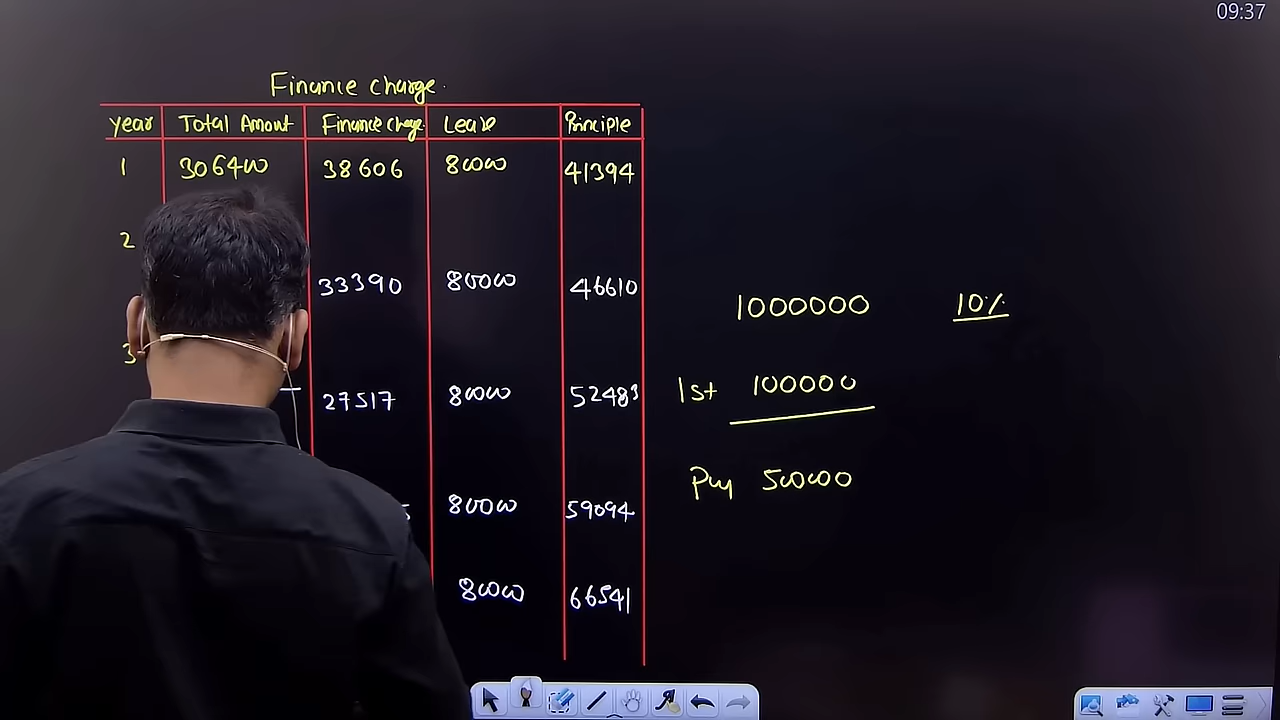 09:37
Finance charge.
Year Total Amount Finance charge Lease Principle
1 306400 38606 80000 41394
2
33390 80000 46610
1000000 10%
3
27517 80000 52483
1st 100000
Pay 500000
80000 59094
80000 66541